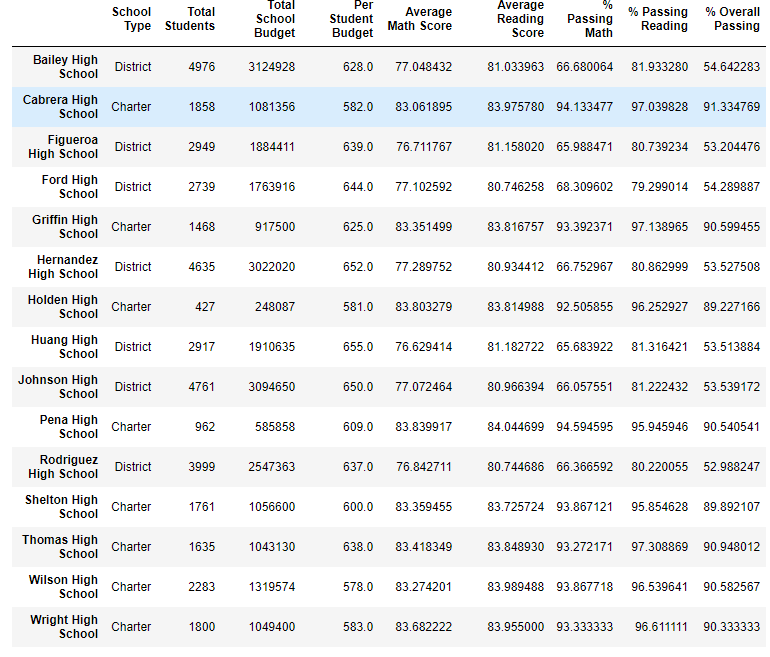 School Type Total Students Total School Budget Per Student Budget Average Math Score Average Reading Score % Passing Math % Passing Reading % Overall Passing
Bailey High School District 4976 3124928 628.0 77.048432 81.033963 66.680064 81.933280 54.642283
Cabrera High School Charter 1858 1081356 582.0 83.061895 83.975780 94.133477 97.039828 91.334769
Figueroa High School District 2949 1884411 639.0 76.711767 81.158020 65.988471 80.739234 53.204476
Ford High School District 2739 1763916 644.0 77.102592 80.746258 68.309602 79.299014 54.289887
Griffin High School Charter 1468 917500 625.0 83.351499 83.816757 93.392371 97.138965 90.599455
Hernandez High School District 4635 3022020 652.0 77.289752 80.934412 66.752967 80.862999 53.527508
Holden High School Charter 427 248087 581.0 83.803279 83.814988 92.505855 96.252927 89.227166
Huang High School District 2917 1910635 655.0 76.629414 81.182722 65.683922 81.316421 53.513884
Johnson High School District 4761 3094650 650.0 77.072464 80.966394 66.057551 81.222432 53.539172
Pena High School Charter 962 585858 609.0 83.839917 84.044699 94.594595 95.945946 90.540541
Rodriguez High School District 3999 2547363 637.0 76.842711 80.744686 66.366592 80.220055 52.988247
Shelton High School Charter 1761 1056600 600.0 83.359455 83.725724 93.867121 95.854628 89.892107
Thomas High School Charter 1635 1043130 638.0 83.418349 83.848930 93.272171 97.308869 90.948012
Wilson High School Charter 2283 1319574 578.0 83.274201 83.989488 93.867718 96.539641 90.582567
Wright High School Charter 1800 1049400 583.0 83.682222 83.955000 93.333333 96.611111 90.333333